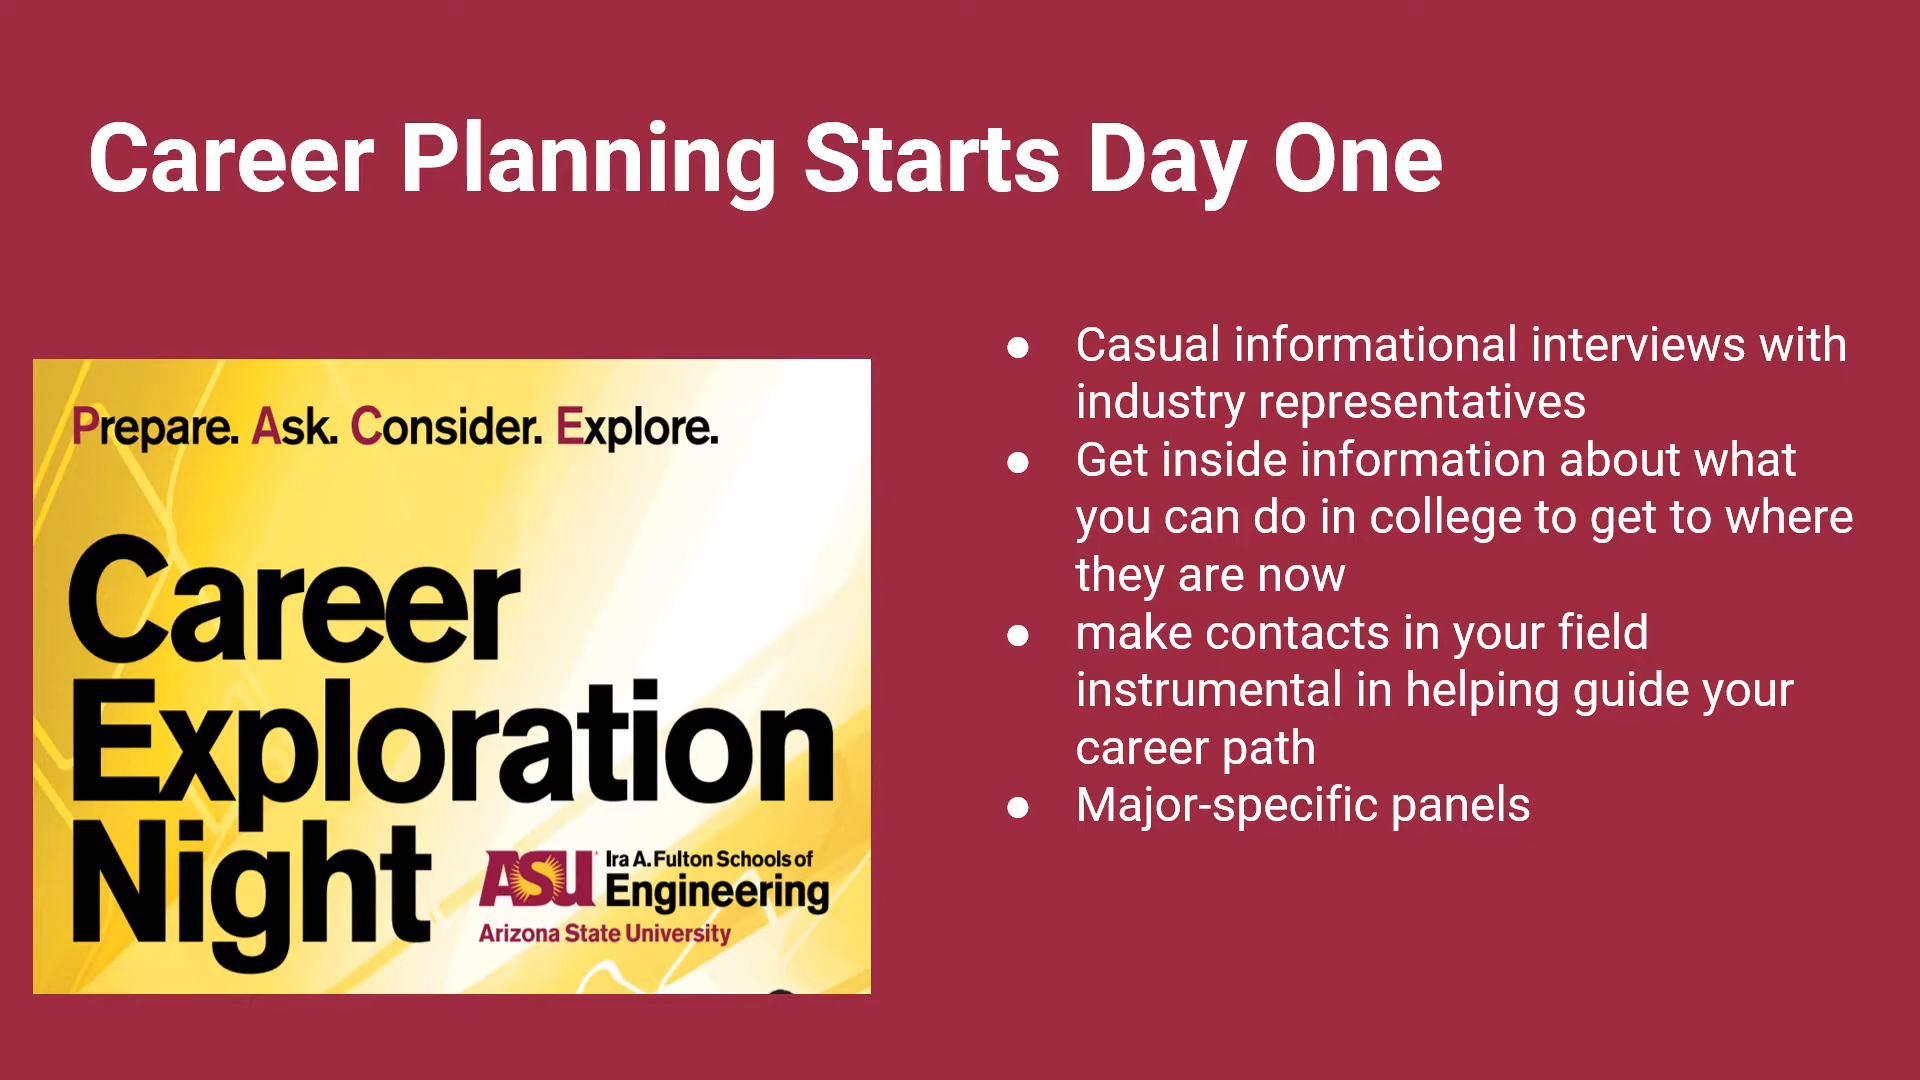 Career Planning Starts Day One
Prepare. Ask. Consider. Explore.
Career
Exploration
Night
ASU
Ira A. Fulton Schools of
Engineering
Arizona State University
● Casual informational interviews with
industry representatives
● Get inside information about what
you can do in college to get to where
they are now
● make contacts in your field
instrumental in helping guide your
career path
● Major-specific panels